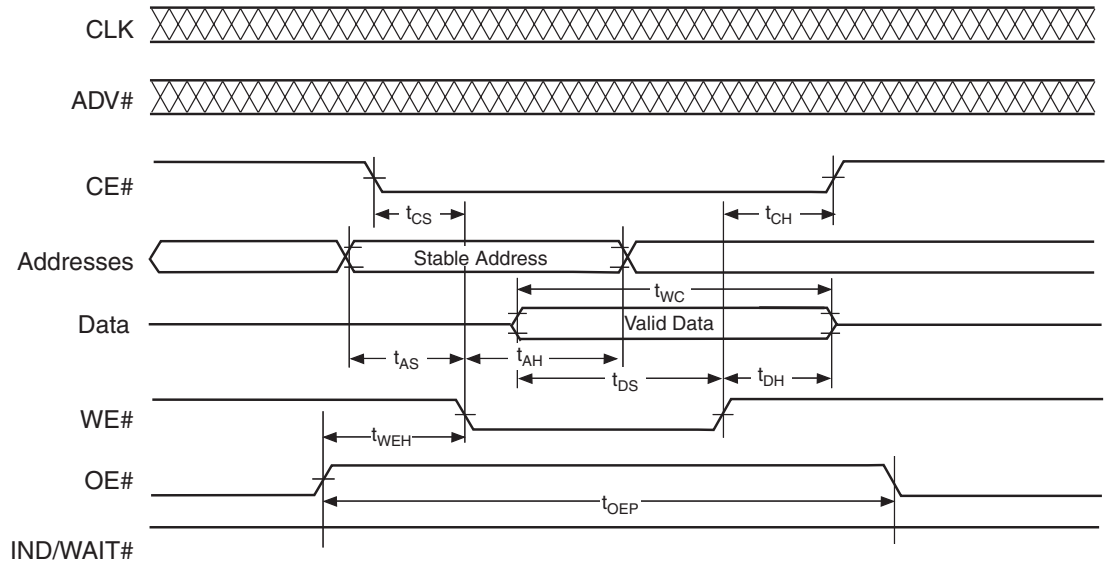 CLK
ADV#
CE#
tCS
tCH
Addresses
Stable Address
tWC
Data
Valid Data
tAS
tAH
tDS
tDH
WE#
tWEH
OE#
tOEP
IND/WAIT#